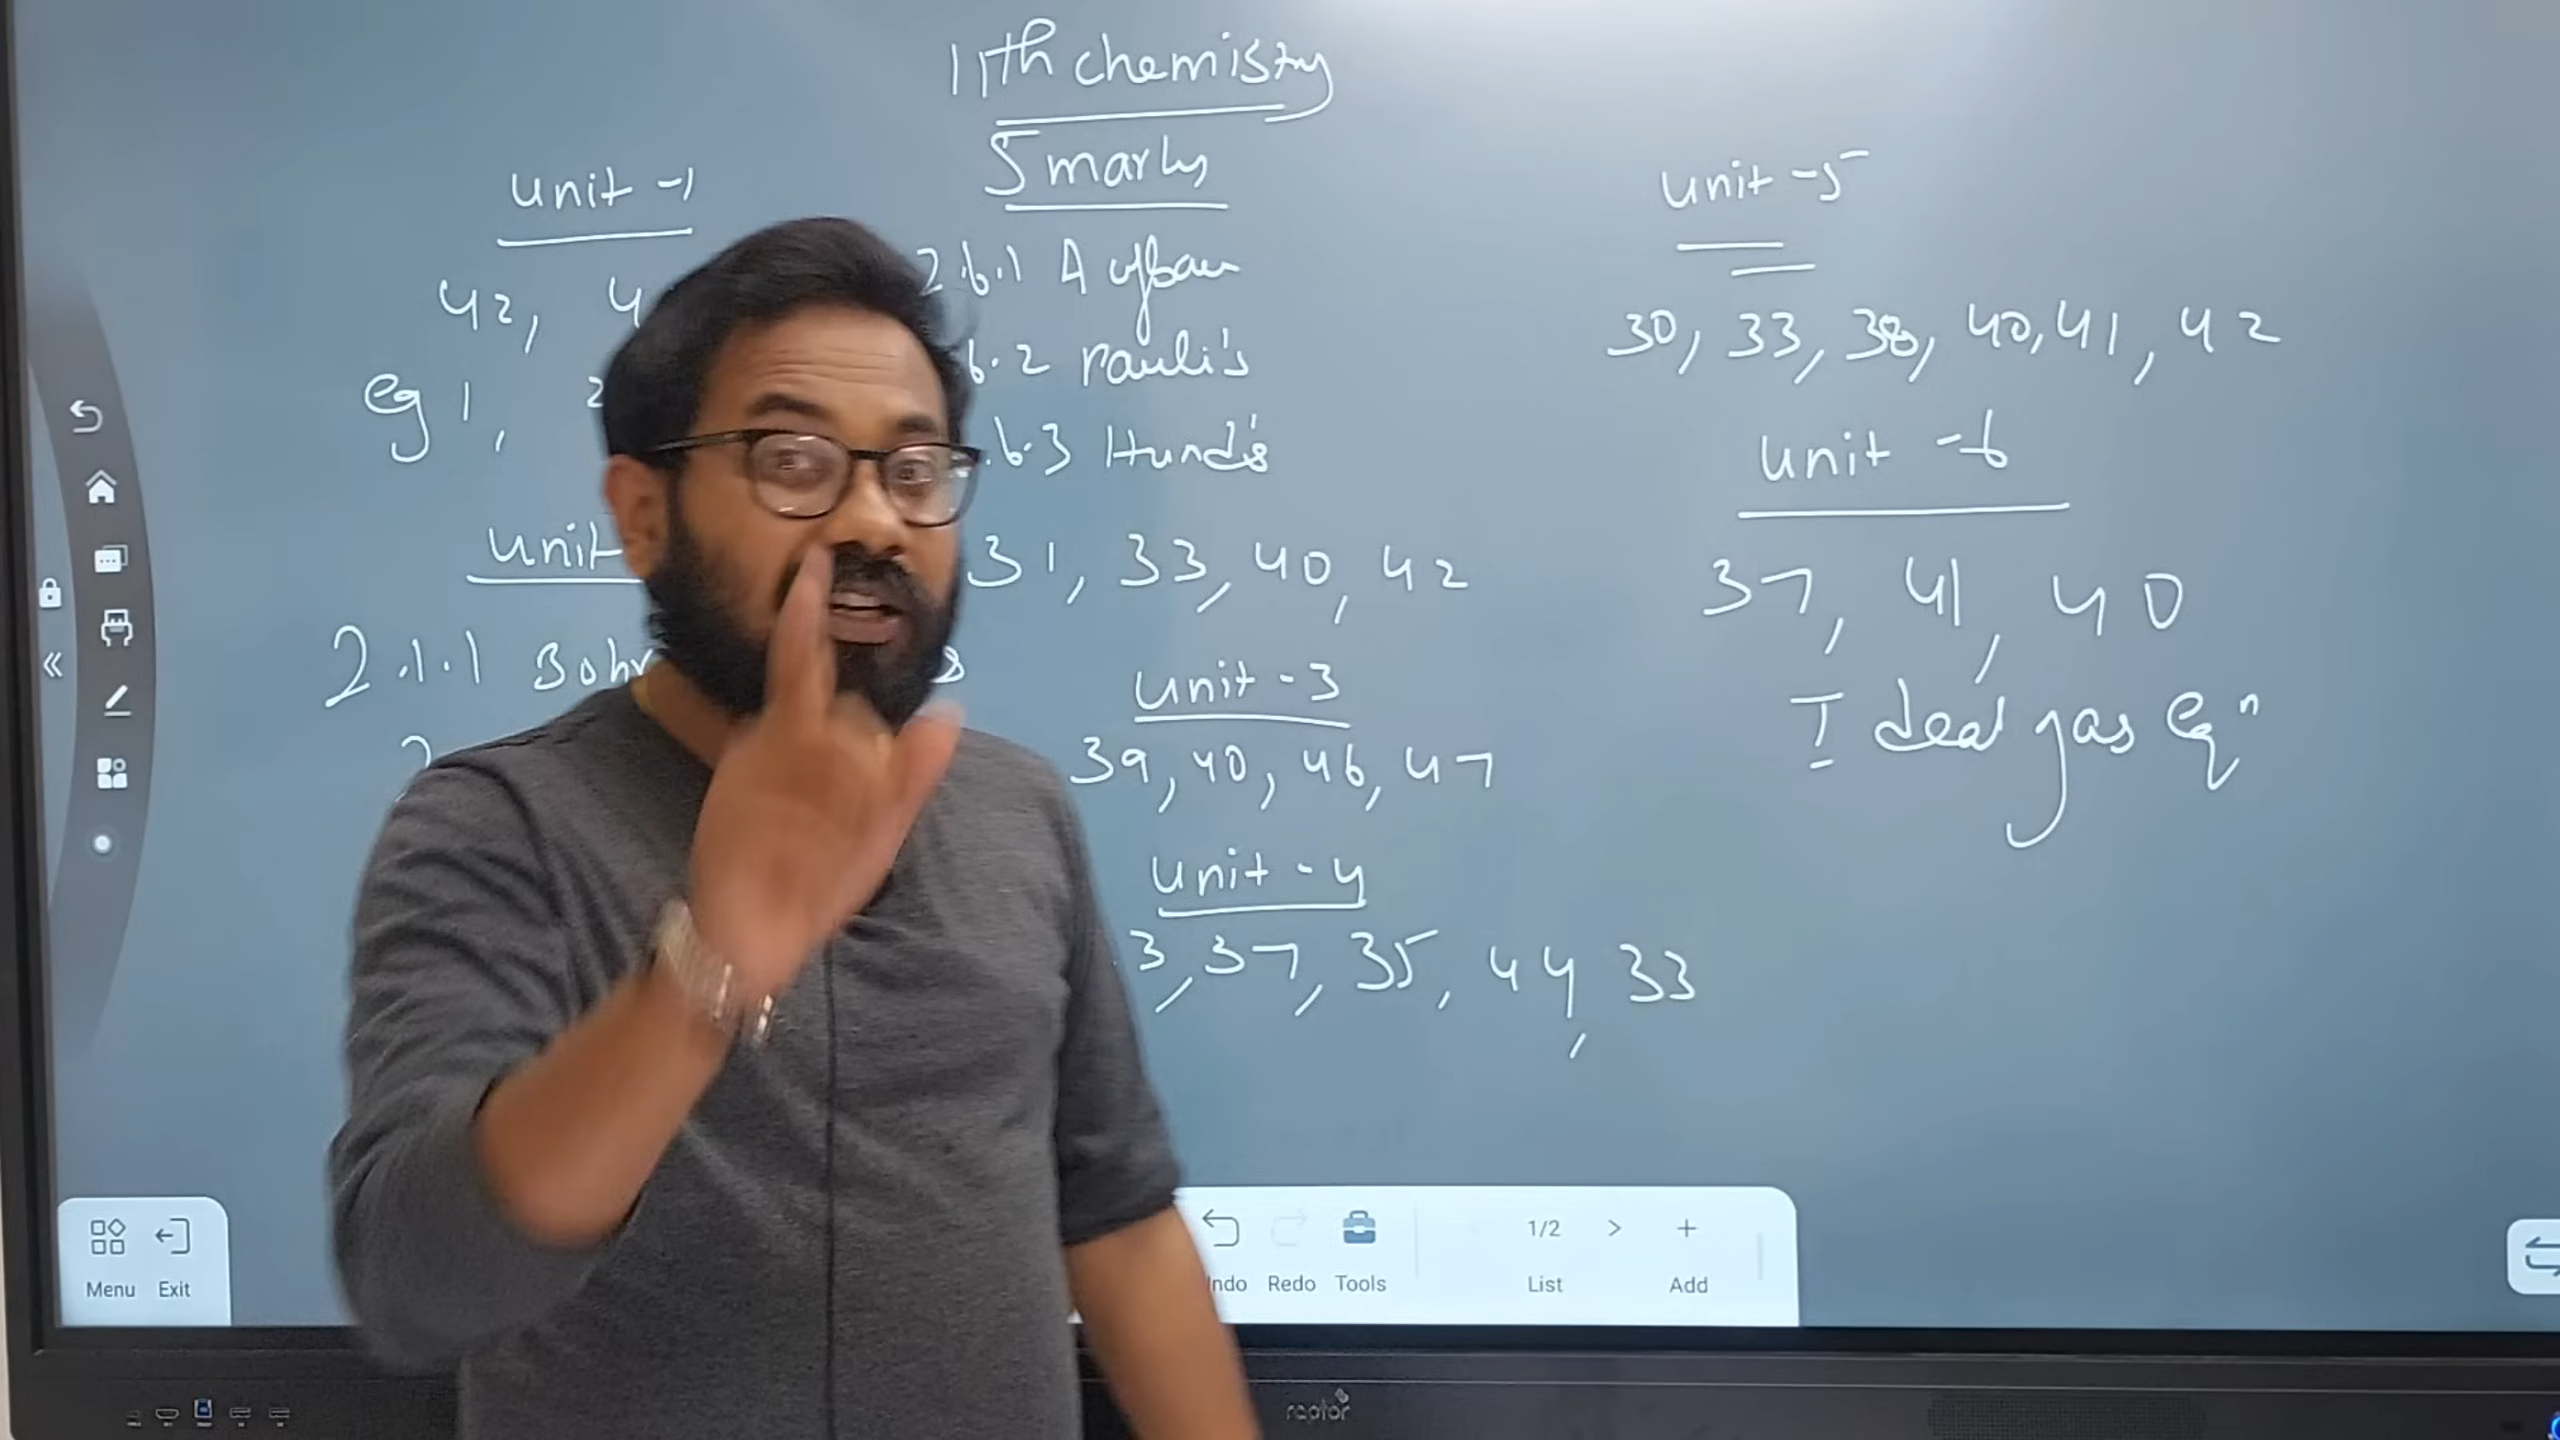 11th chemistry
5 marks
unit -1
42, 4
eg 1, 2
unit
2.1.1 Bohr
2.6.1 Aufbau
6.2 Pauli's
.6.3 Hund's
31, 33, 40, 42
unit - 3
39, 40, 46, 47
unit - 4
3, 37, 35, 44, 33
unit -5
30, 33, 38, 40, 41, 42
unit -6
37, 41, 40
Ideal gas eqn
Menu Exit
ndo Redo Tools
1/2
List
Add
raptor